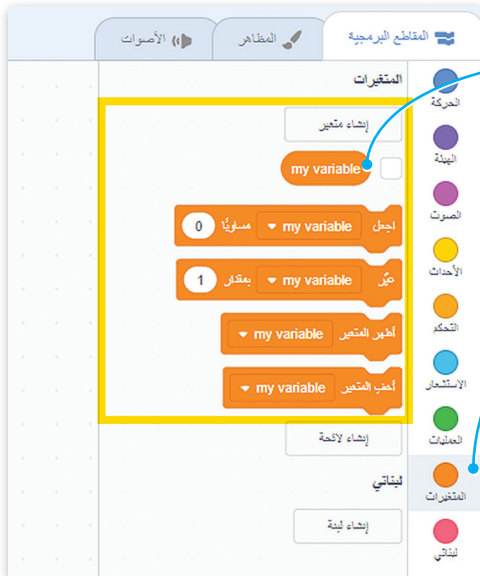 المقاطع البرمجية
المظاهر
الأصوات
المتغيرات
إنشاء متغير
my variable
اجعل my variable مساويًا 0
غيّر my variable بمقدار 1
أظهر المتغير my variable
أخفِ المتغير my variable
إنشاء لائحة
لبناتي
إنشاء لبنة
الحركة
الهيئة
الصوت
الأحداث
التحكم
الاستشعار
العمليات
المتغيرات
لبناتي